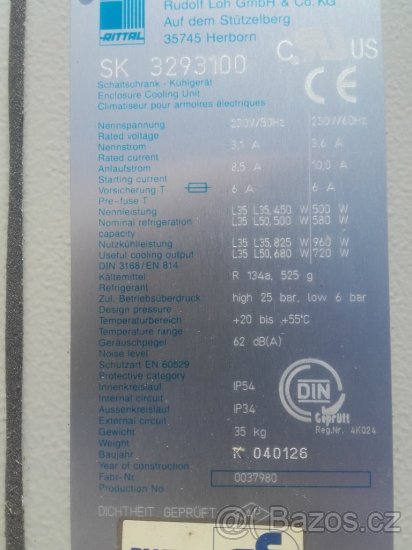 RITTAL
Rudolf Loh GmbH & Co. KG
Auf dem Stützelberg
35745 Herborn
SK 3293100
C US
CE
Schaltschrank - Kühlgerät
Enclosure Cooling Unit
Climatiseur pour armoires électriques
Nennspannung 230V/50Hz 230V/60Hz
Rated voltage
Nennstrom 3,1 A 3,6 A
Rated current
Anlaufstrom 8,5 A 10,0 A
Starting current
Vorsicherung T 6 A 6 A
Pre-fuse T
Nennleistung L35 L35,450 W 500 W
Nominal refrigeration L35 L50,500 W 580 W
capacity
Nutzkühlleistung L35 L35,825 W 960 W
Useful cooling output L35 L50,680 W 720 W
DIN 3168/EN 814
Kältemittel R 134a, 525 g
Refrigerant
Zul. Betriebsüberdruck high 25 bar, low 6 bar
Design pressure
Temperaturbereich +20 bis +55°C
Temperature range
Geräuschpegel 62 dB(A)
Noise level
Schutzart EN 60529
Protective category
Innenkreislauf IP54
Internal circuit
Aussenkreislauf IP34
External circuit
DIN
Geprüft
Reg.Nr. 4K024
Gewicht 35 kg
Weight
Baujahr K 040126
Year of construction
Fabr-Nr. 0037980
Production No.
DICHTHEIT GEPRÜFT
© Bazos.cz